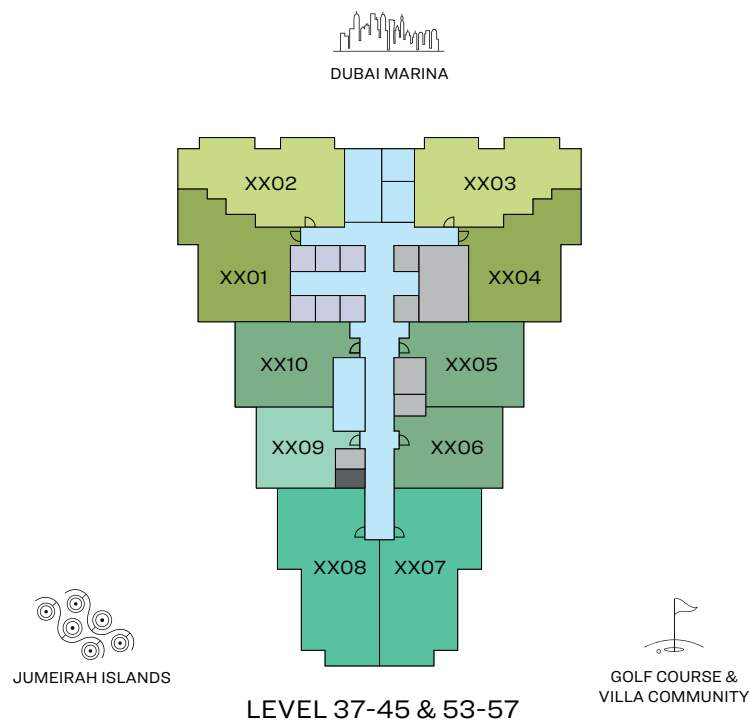 DUBAI MARINA
XX02
XX03
XX01
XX04
XX10
XX05
XX09
XX06
XX08
XX07
JUMEIRAH ISLANDS
GOLF COURSE &
VILLA COMMUNITY
LEVEL 37-45 & 53-57